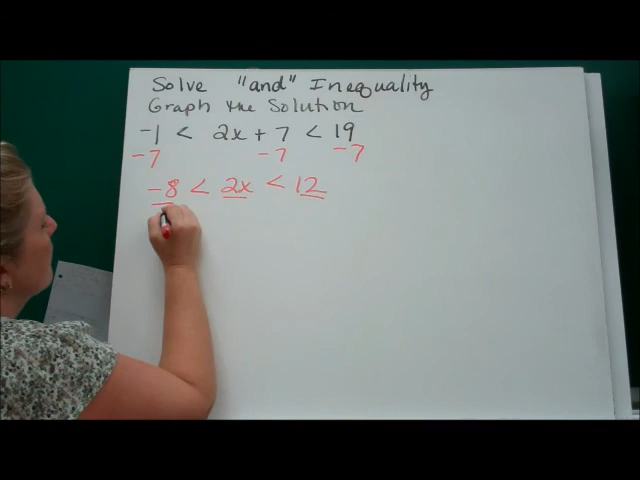 Solve "and" Inequality
Graph the Solution
-1 < 2x + 7 < 19
-7 -7 -7
-8 < 2x < 12